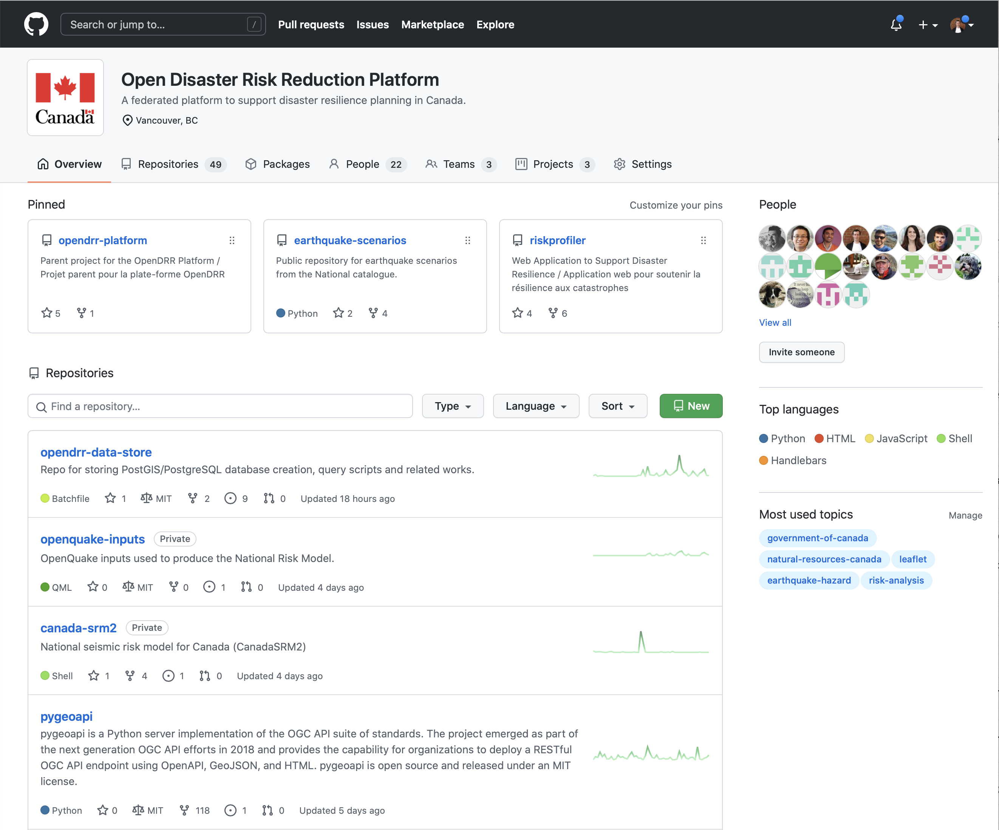 Search or jump to... /
Pull requests Issues Marketplace Explore
Canada
Open Disaster Risk Reduction Platform
A federated platform to support disaster resilience planning in Canada.
Vancouver, BC
Overview Repositories 49 Packages People 22 Teams 3 Projects 3 Settings
Pinned
Customize your pins
opendrr-platform
Parent project for the OpenDRR Platform /
Projet parent pour la plate-forme OpenDRR
5 1
earthquake-scenarios
Public repository for earthquake scenarios
from the National catalogue.
Python 2 4
riskprofiler
Web Application to Support Disaster
Resilience / Application web pour soutenir la
résilience aux catastrophes
4 6
Repositories
Find a repository...
Type Language Sort New
opendrr-data-store
Repo for storing PostGIS/PostgreSQL database creation, query scripts and related works.
Batchfile 1 MIT 2 9 0 Updated 18 hours ago
openquake-inputs Private
OpenQuake inputs used to produce the National Risk Model.
QML 0 MIT 0 1 0 Updated 4 days ago
canada-srm2 Private
National seismic risk model for Canada (CanadaSRM2)
Shell 1 4 1 0 Updated 4 days ago
pygeoapi
pygeoapi is a Python server implementation of the OGC API suite of standards. The project emerged as part of
the next generation OGC API efforts in 2018 and provides the capability for organizations to deploy a RESTful
OGC API endpoint using OpenAPI, GeoJSON, and HTML. pygeoapi is open source and released under an MIT
license.
Python 0 MIT 118 1 0 Updated 5 days ago
People
It never
to keep
looking for
sunshine
View all
Invite someone
Top languages
Python HTML JavaScript Shell
Handlebars
Most used topics
Manage
government-of-canada
natural-resources-canada leaflet
earthquake-hazard risk-analysis